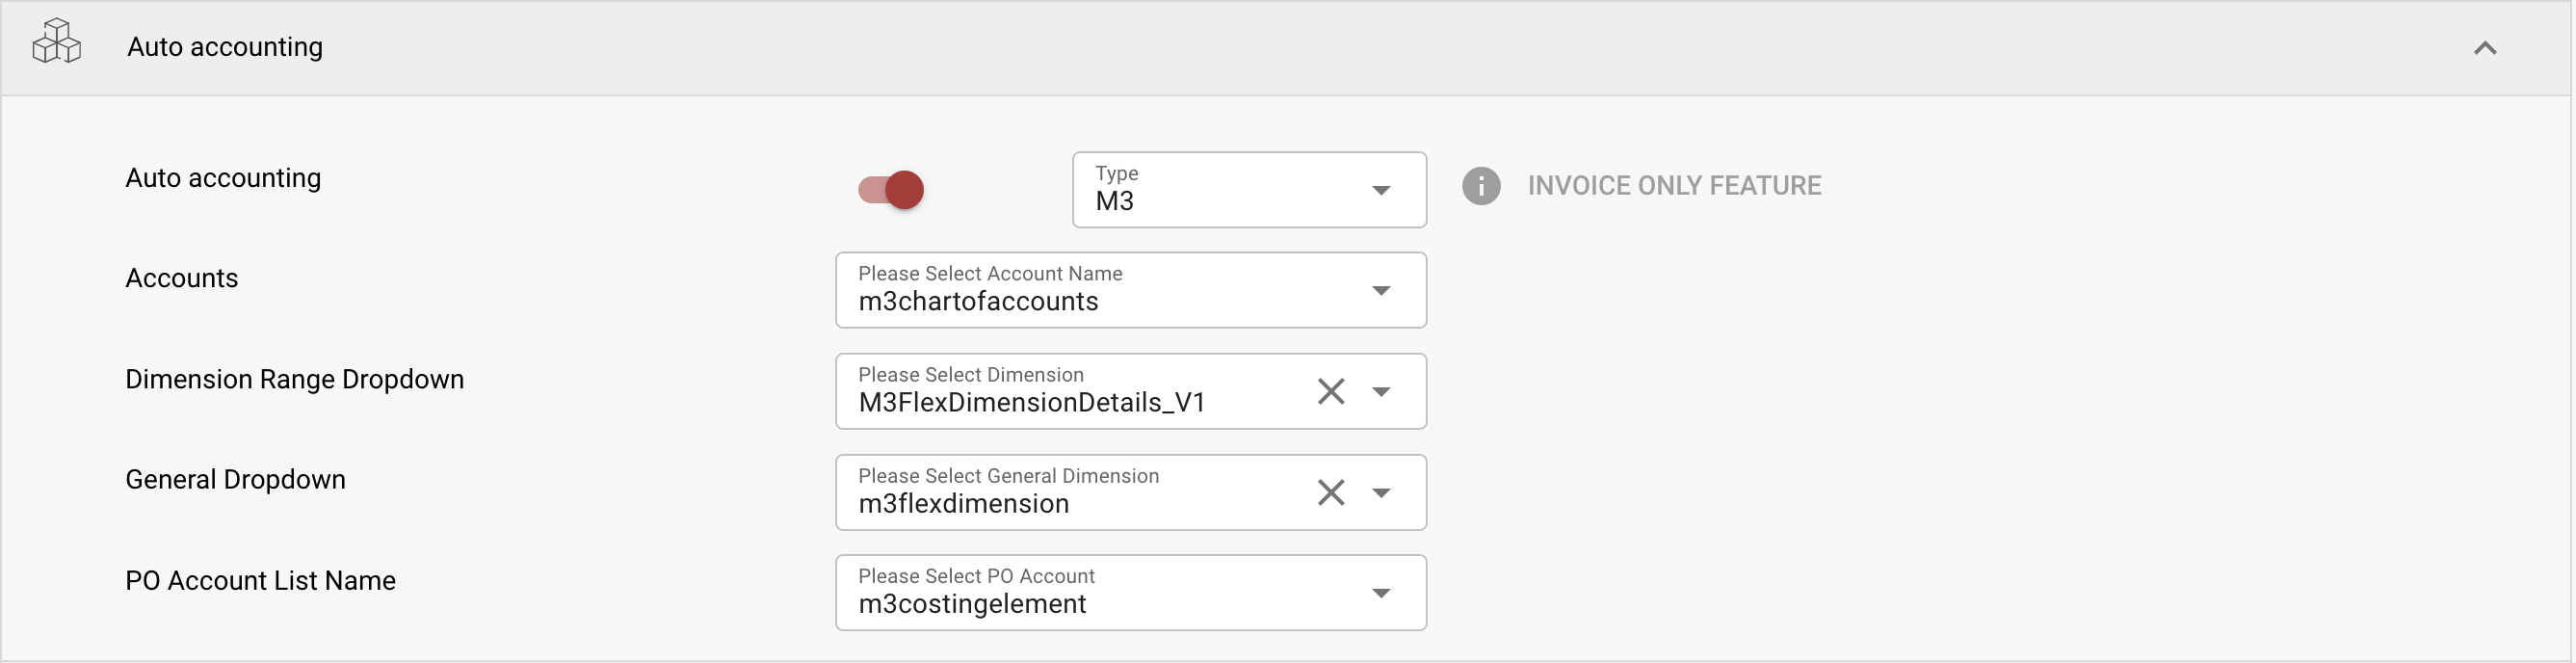 Auto accounting
Auto accounting
Type
M3
INVOICE ONLY FEATURE
Accounts
Please Select Account Name
m3chartofaccounts
Dimension Range Dropdown
Please Select Dimension
M3FlexDimensionDetails_V1
General Dropdown
Please Select General Dimension
m3flexdimension
PO Account List Name
Please Select PO Account
m3costingelement